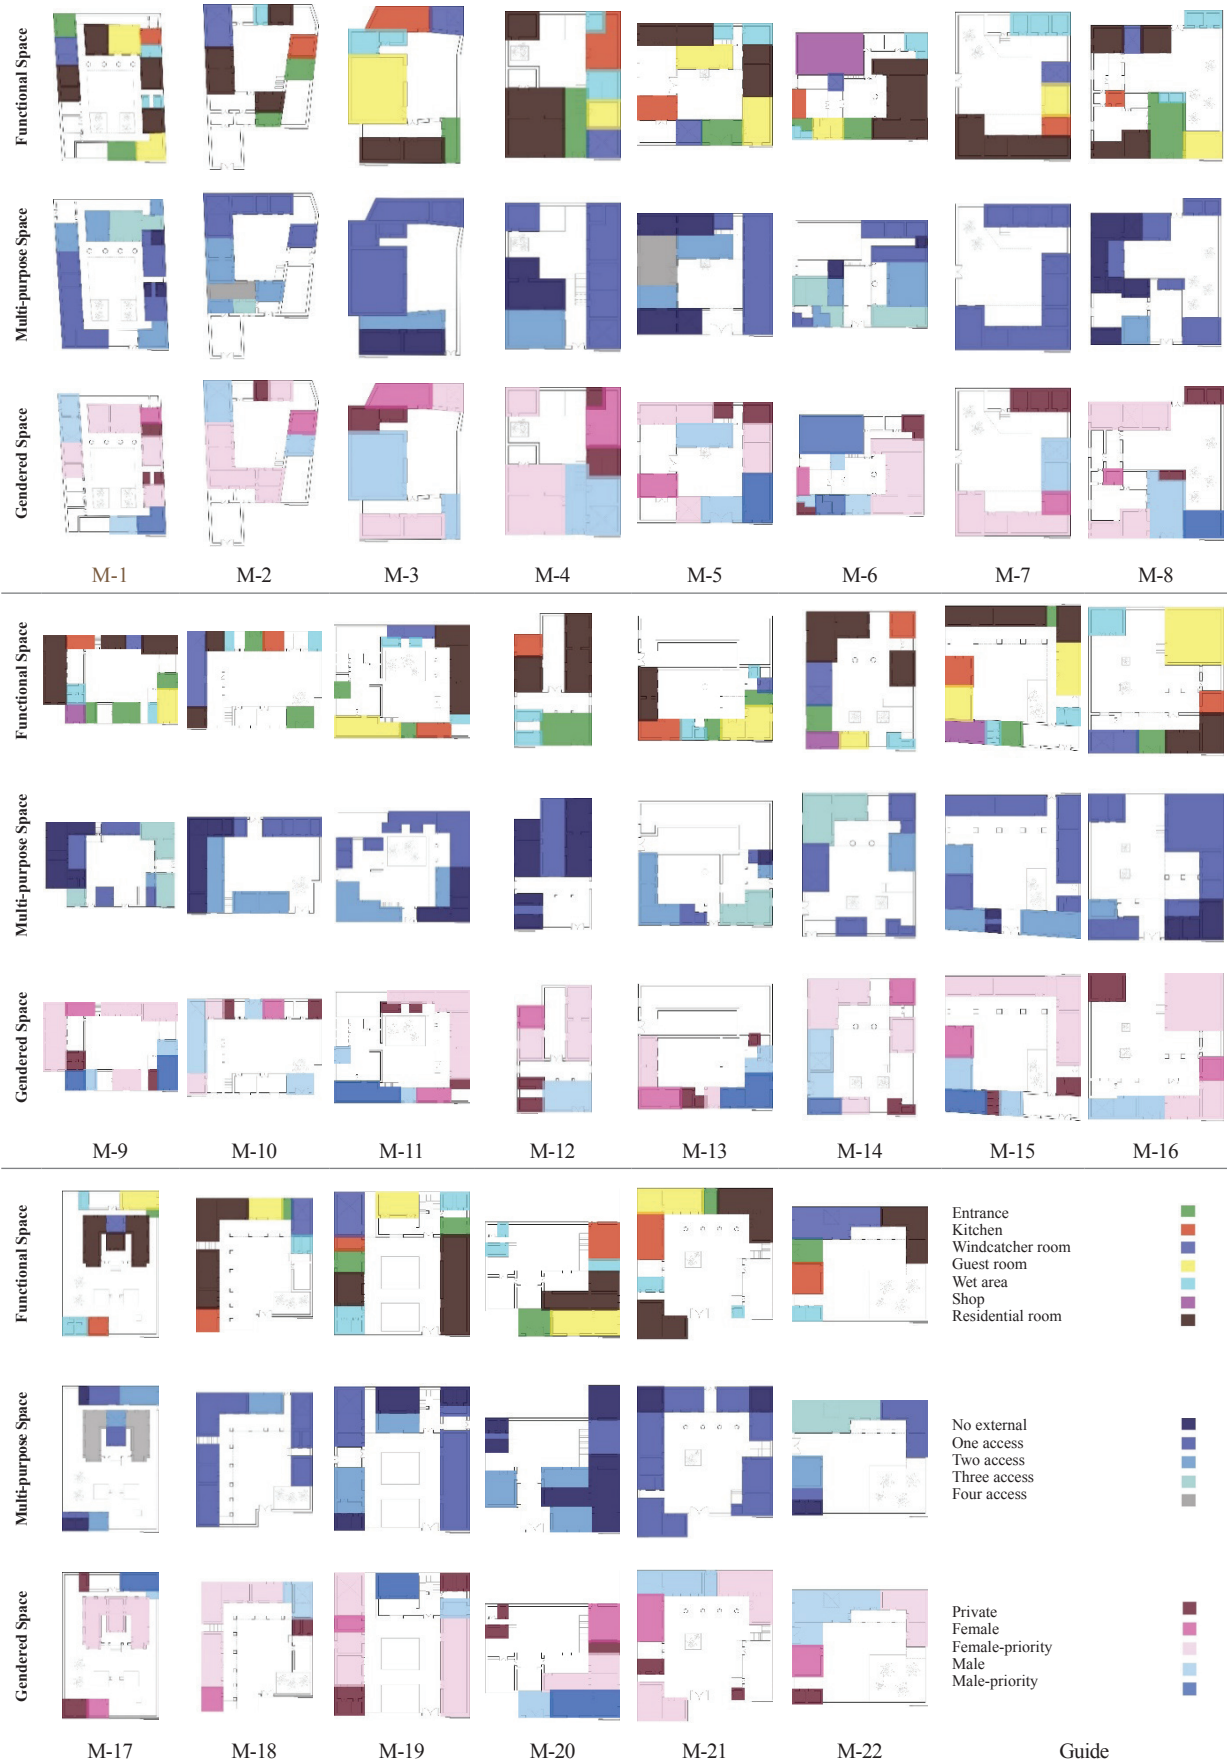 Functional Space
Multi-purpose Space
Gendered Space
M-1 M-2 M-3 M-4 M-5 M-6 M-7 M-8
Functional Space
Multi-purpose Space
Gendered Space
M-9 M-10 M-11 M-12 M-13 M-14 M-15 M-16
Functional Space
Entrance
Kitchen
Windcatcher room
Guest room
Wet area
Shop
Residential room
Multi-purpose Space
No external
One access
Two access
Three access
Four access
Gendered Space
Private
Female
Female-priority
Male
Male-priority
M-17 M-18 M-19 M-20 M-21 M-22 Guide